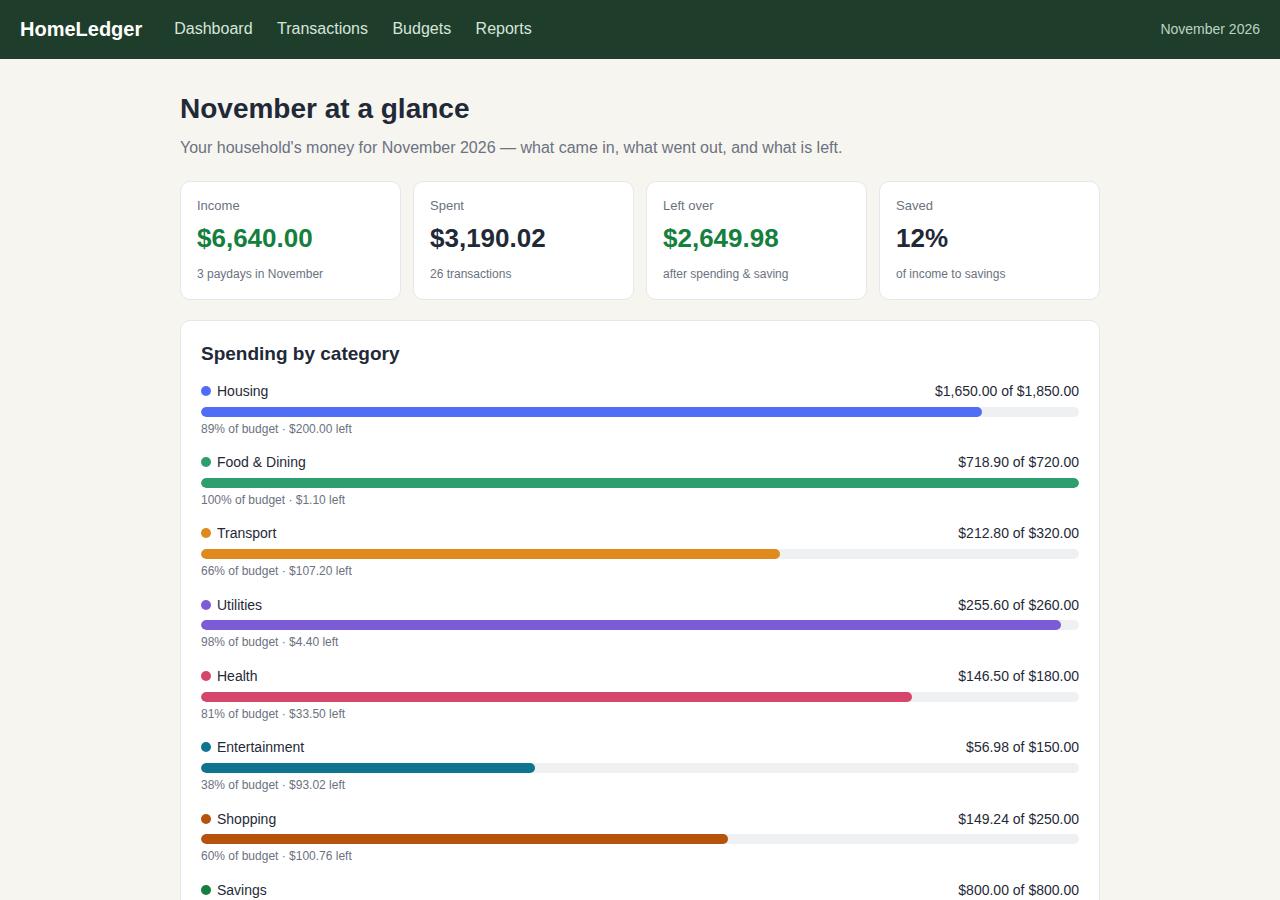 HomeLedger Dashboard Transactions Budgets Reports November 2026
November at a glance
Your household's money for November 2026 — what came in, what went out, and what is left.
Income
$6,640.00
3 paydays in November
Spent
$3,190.02
26 transactions
Left over
$2,649.98
after spending & saving
Saved
12%
of income to savings
Spending by category
Housing $1,650.00 of $1,850.00
89% of budget · $200.00 left
Food & Dining $718.90 of $720.00
100% of budget · $1.10 left
Transport $212.80 of $320.00
66% of budget · $107.20 left
Utilities $255.60 of $260.00
98% of budget · $4.40 left
Health $146.50 of $180.00
81% of budget · $33.50 left
Entertainment $56.98 of $150.00
38% of budget · $93.02 left
Shopping $149.24 of $250.00
60% of budget · $100.76 left
Savings $800.00 of $800.00